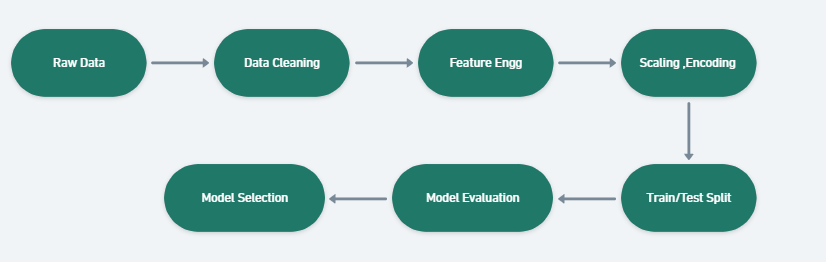 Raw Data
Data Cleaning
Feature Engg
Scaling ,Encoding
Train/Test Split
Model Evaluation
Model Selection